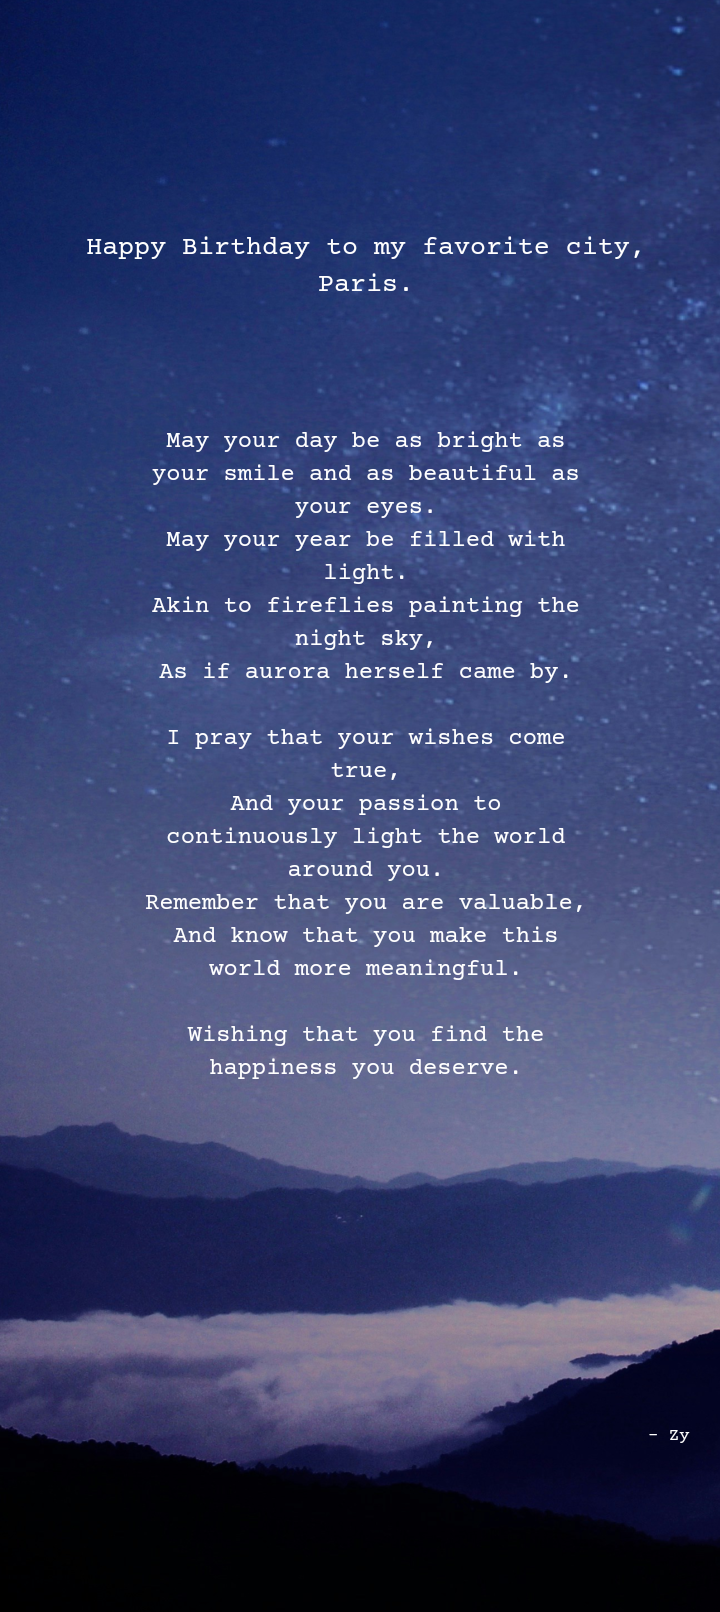 Happy Birthday to my favorite city,
Paris.
May your day be as bright as
your smile and as beautiful as
your eyes.
May your year be filled with
light.
Akin to fireflies painting the
night sky,
As if aurora herself came by.
I pray that your wishes come
true,
And your passion to
continuously light the world
around you.
Remember that you are valuable,
And know that you make this
world more meaningful.
Wishing that you find the
happiness you deserve.
- Zy